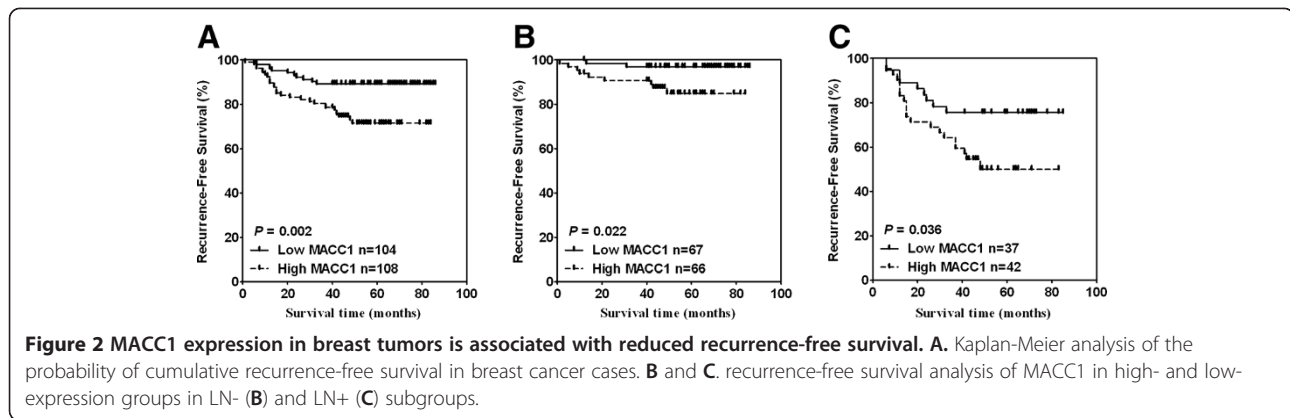 A
B
C
Recurrence-Free Survival (%)
100
80
60
40
20
0
P = 0.002
Low MACC1 n=104
High MACC1 n=108
0 20 40 60 80 100
Survival time (months)
Recurrence-Free Survival (%)
100
80
60
40
20
0
P = 0.022
Low MACC1 n=67
High MACC1 n=66
0 20 40 60 80 100
Survival time (months)
Recurrence-Free Survival (%)
100
80
60
40
20
0
P = 0.036
Low MACC1 n=37
High MACC1 n=42
0 20 40 60 80 100
Survival time (months)
Figure 2 MACC1 expression in breast tumors is associated with reduced recurrence-free survival. A. Kaplan-Meier analysis of the
probability of cumulative recurrence-free survival in breast cancer cases. B and C. recurrence-free survival analysis of MACC1 in high- and low-
expression groups in LN- (B) and LN+ (C) subgroups.